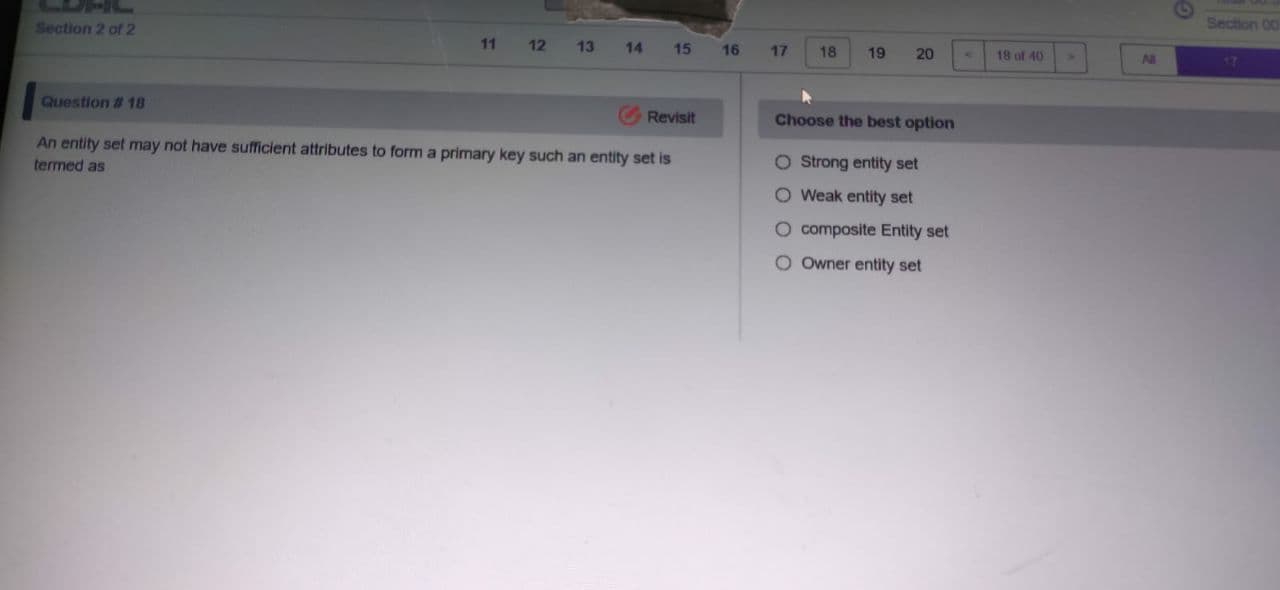 Section 2 of 2
11 12 13 14 15 16 17 18 19 20 < 18 of 40 > All 17
Section
Question # 18
Revisit
An entity set may not have sufficient attributes to form a primary key such an entity set is
termed as
Choose the best option
Strong entity set
Weak entity set
composite Entity set
Owner entity set